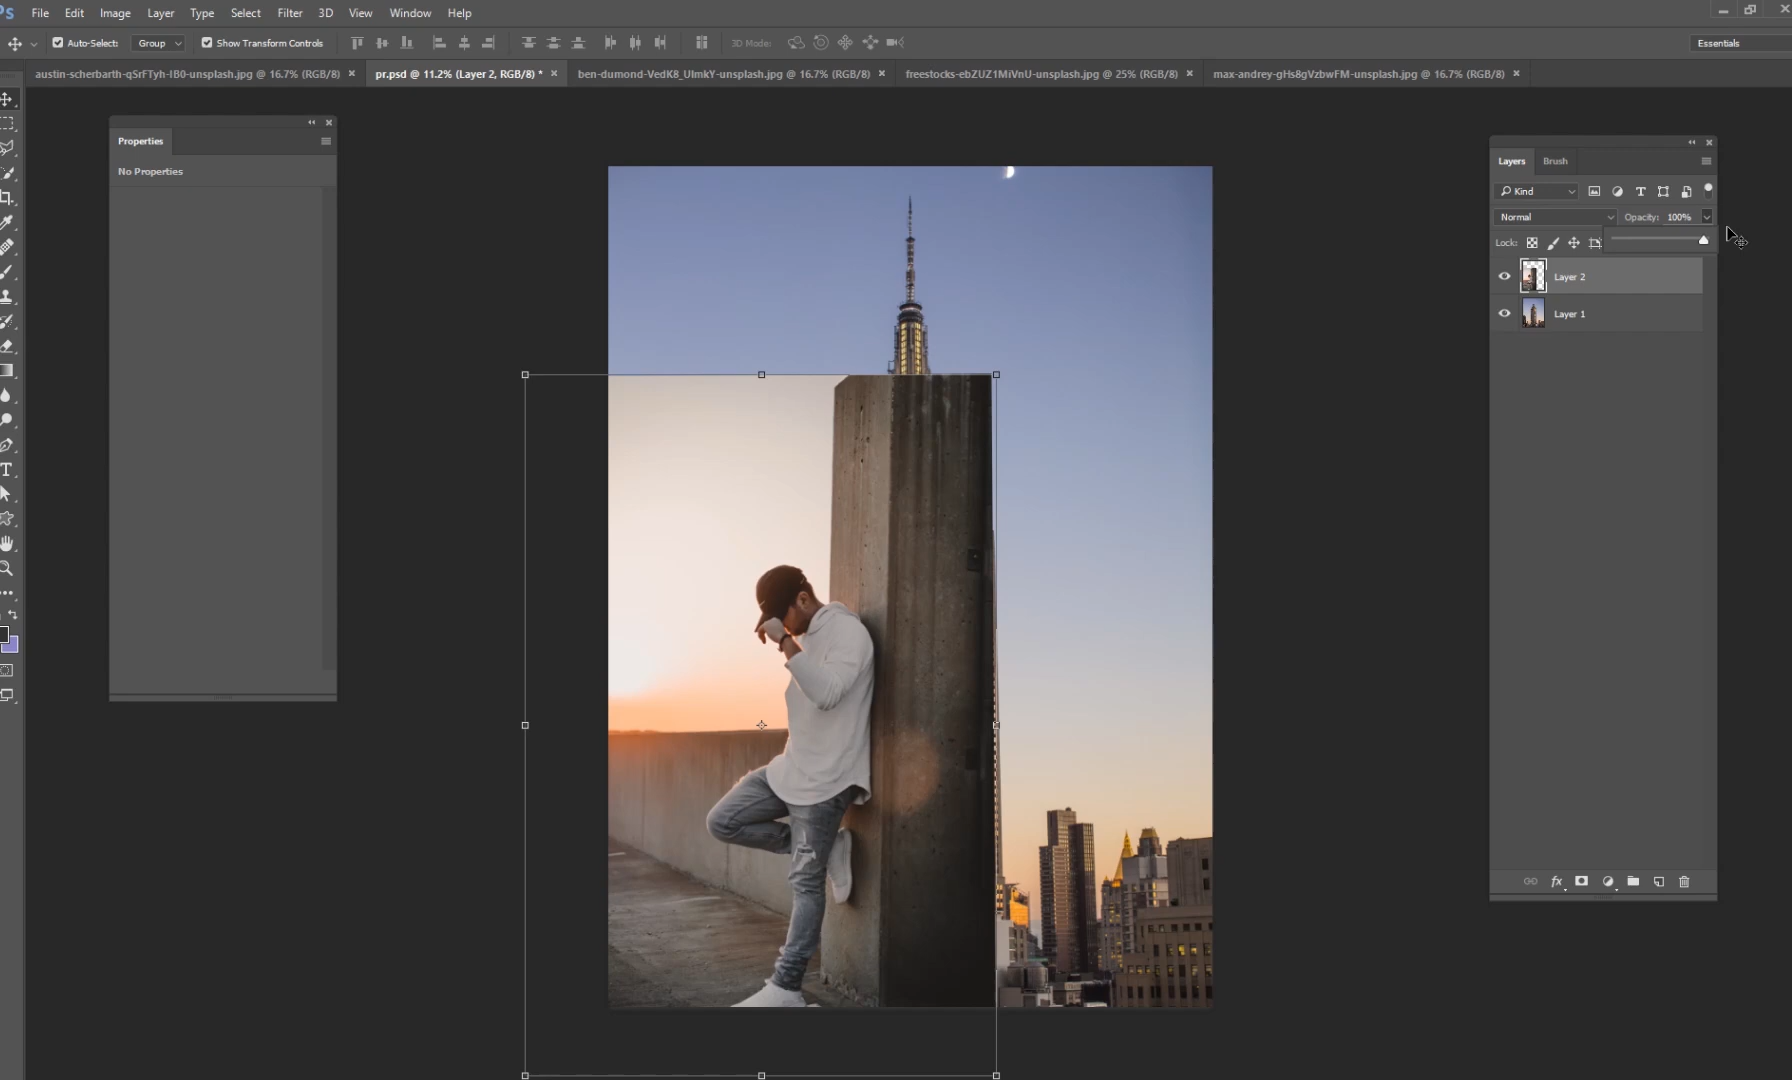 Ps File Edit Image Layer Type Select Filter 3D View Window Help
Auto-Select: Group Show Transform Controls 3D Mode: Essentials
austin-scherbarth-qSrFTyh-IB0-unsplash.jpg @ 16.7% (RGB/8) × pr.psd @ 11.2% (Layer 2, RGB/8) * × ben-dumond-VedK8_UlmkY-unsplash.jpg @ 16.7% (RGB/8) × freestocks-ebZUZ1MiVnU-unsplash.jpg @ 25% (RGB/8) × max-andrey-gHs8gVzbwFM-unsplash.jpg @ 16.7% (RGB/8) ×
Properties
No Properties
Layers Brush
Kind
Normal Opacity: 100%
Lock:
Layer 2
Layer 1
fx